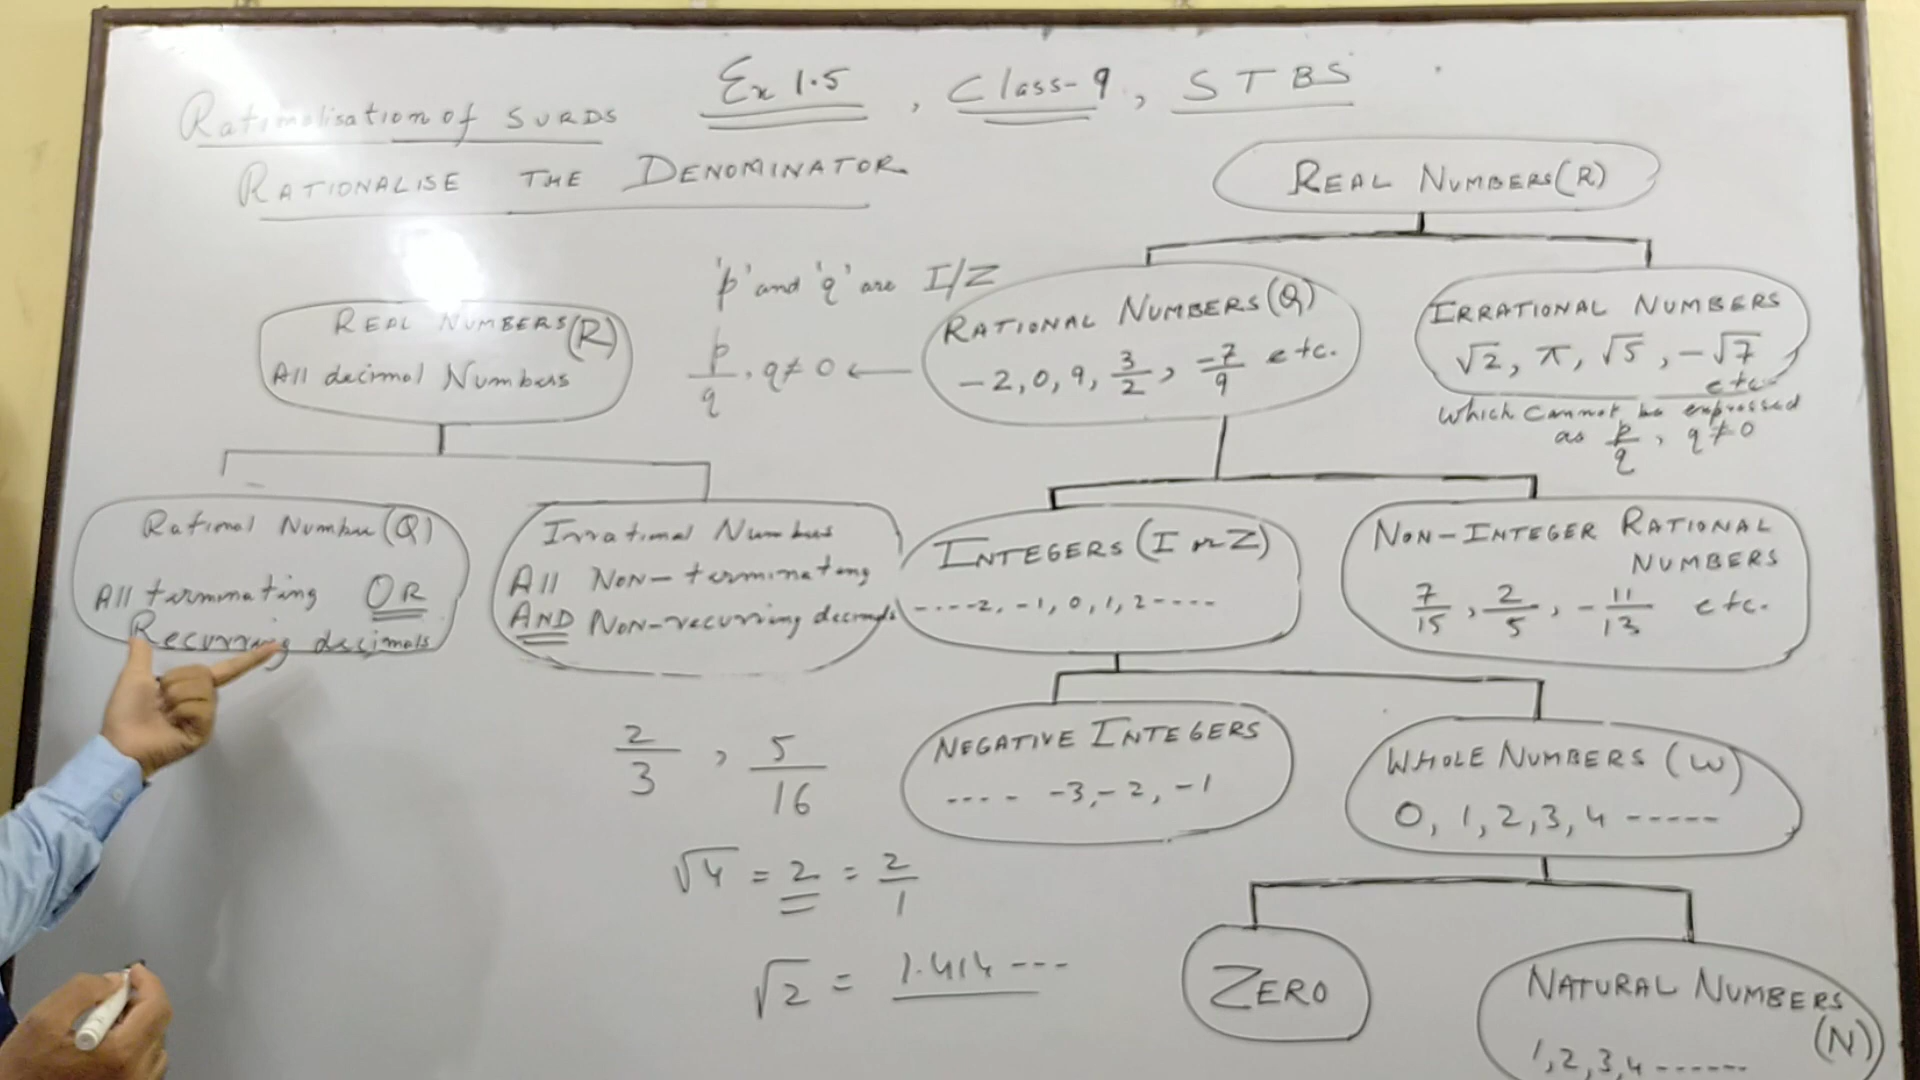 Rationalisation of SURDS
Ex 1.5, Class-9, STBS
RATIONALISE THE DENOMINATOR
REAL NUMBERS(R)
'p' and 'q' are I/Z
p/q, q≠0 ←
RATIONAL NUMBERS(Q)
-2, 0, 9, 3/2, -7/9 etc.
IRRATIONAL NUMBERS
√2, π, √5, -√7
etc.
which cannot be expressed
as p/q, q≠0
REAL NUMBERS(R)
All decimal Numbers
Rational Number(Q)
All terminating OR
Recurring decimals
Irrational Numbers
All NON-terminating
AND NON-recurring decimals
INTEGERS (I or Z)
-----2, -1, 0, 1, 2----
NON-INTEGER RATIONAL
NUMBERS
7/15, 2/5, -11/13 etc.
2/3, 5/16
√4 = 2 = 2/1
√2 = 1.414---
NEGATIVE INTEGERS
---- -3, -2, -1
WHOLE NUMBERS (W)
0, 1, 2, 3, 4 -----
ZERO
NATURAL NUMBERS
(N)
1, 2, 3, 4 ------